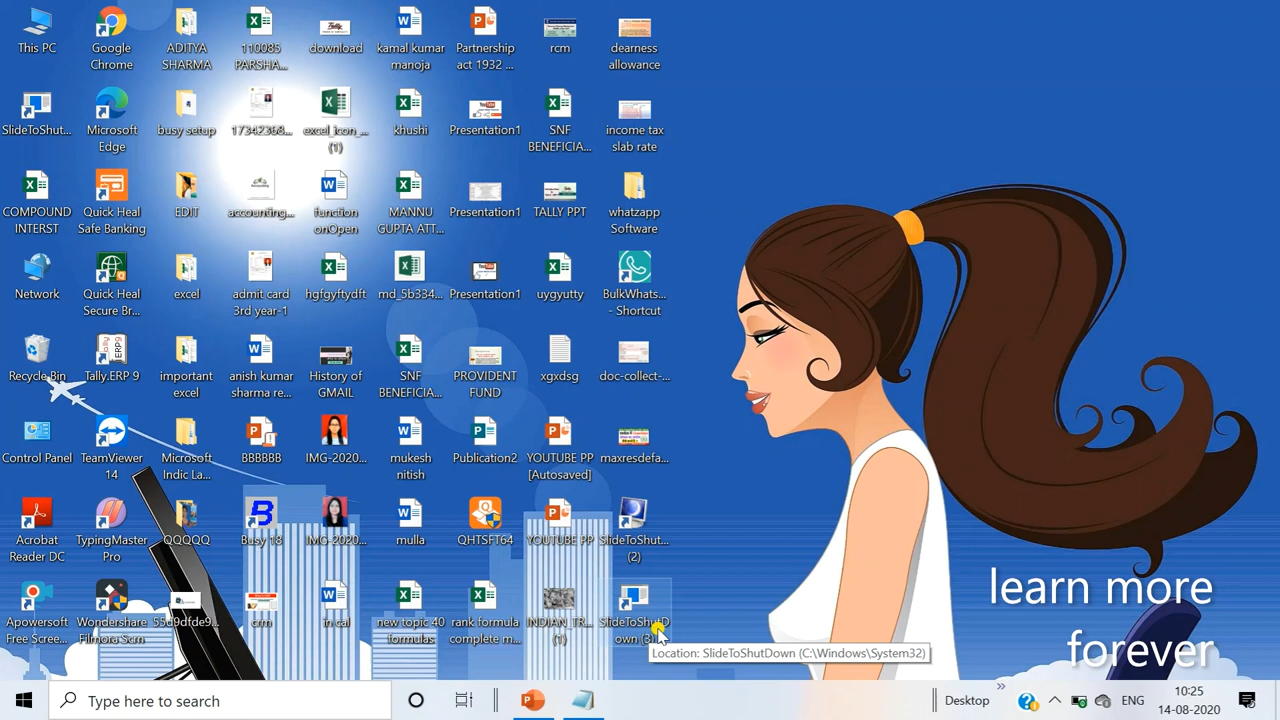 This PC
Google
Chrome
ADITYA
SHARMA
110085
PARSHA...
download
kamal kumar
manoja
Partnership
act 1932 ...
rcm
dearness
allowance
SlideToShut...
Microsoft
Edge
busy setup
17342368...
excel_icon_...
(1)
khushi
Presentation1
SNF
BENEFICIA...
income tax
slab rate
COMPOUND
INTERST
Quick Heal
Safe Banking
EDIT
accounting...
function
onOpen
MANNU
GUPTA ATT...
Presentation1
TALLY PPT
whatzapp
Software
Network
Quick Heal
Secure Br...
excel
admit card
3rd year-1
hgfgyftydft
md_5b334...
Presentation1
uygyutty
BulkWhats...
- Shortcut
Recycle Bin
Tally.ERP 9
important
excel
anish kumar
sharma re...
History of
GMAIL
SNF
BENEFICIA...
PROVIDENT
FUND
xgxdsg
doc-collect-...
Control Panel
TeamViewer
14
Microsoft
Indic La...
BBBBBB
IMG-2020...
mukesh
nitish
Publication2
YOUTUBE PP
[Autosaved]
maxresdefa...
Acrobat
Reader DC
TypingMaster
Pro
QQQQQ
Busy 18
IMG-2020...
mulla
QHTSFT64
YOUTUBE PP
SlideToShut...
(2)
Apowersoft
Free Scree...
Wondershare
Filmora Scrn
55d9dfde9...
crm
in.cal
new topic 40
formulas
rank formula
complete m...
INDIAN_TR...
(1)
SlideToShutD
own (3)
Location: SlideToShutDown (C:\Windows\System32)
learn more
forever
Type here to search
Desktop
ENG
10:25
14-08-2020